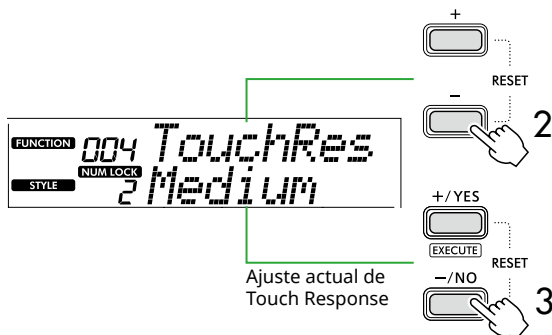 +
RESET
−
2
FUNCTION 004 TouchRes
NUM LOCK
STYLE 2 Medium
+/YES
EXECUTE
RESET
−/NO
3
Ajuste actual de
Touch Response